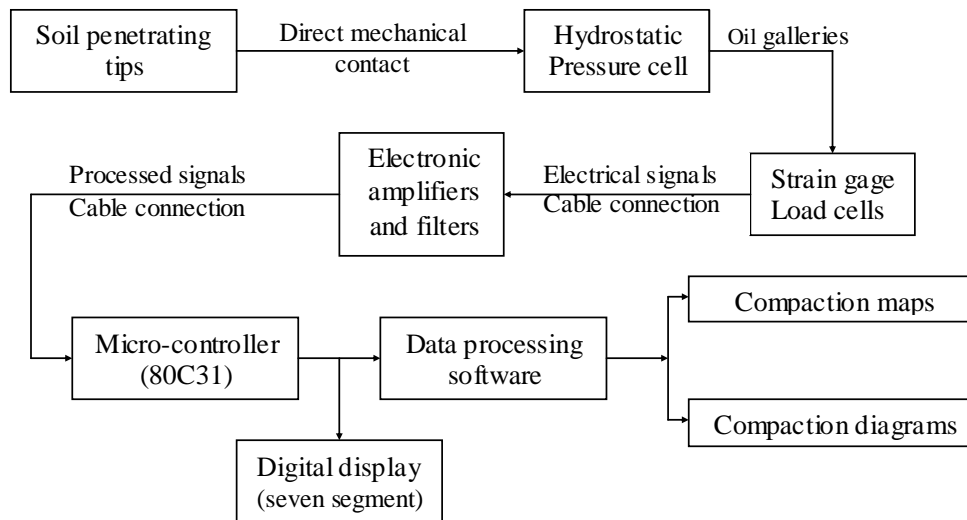 Soil penetrating
tips
Direct mechanical
contact
Hydrostatic
Pressure cell
Oil galleries
Strain gage
Load cells
Electrical signals
Cable connection
Electronic
amplifiers
and filters
Processed signals
Cable connection
Micro-controller
(80C31)
Digital display
(seven segment)
Data processing
software
Compaction maps
Compaction diagrams